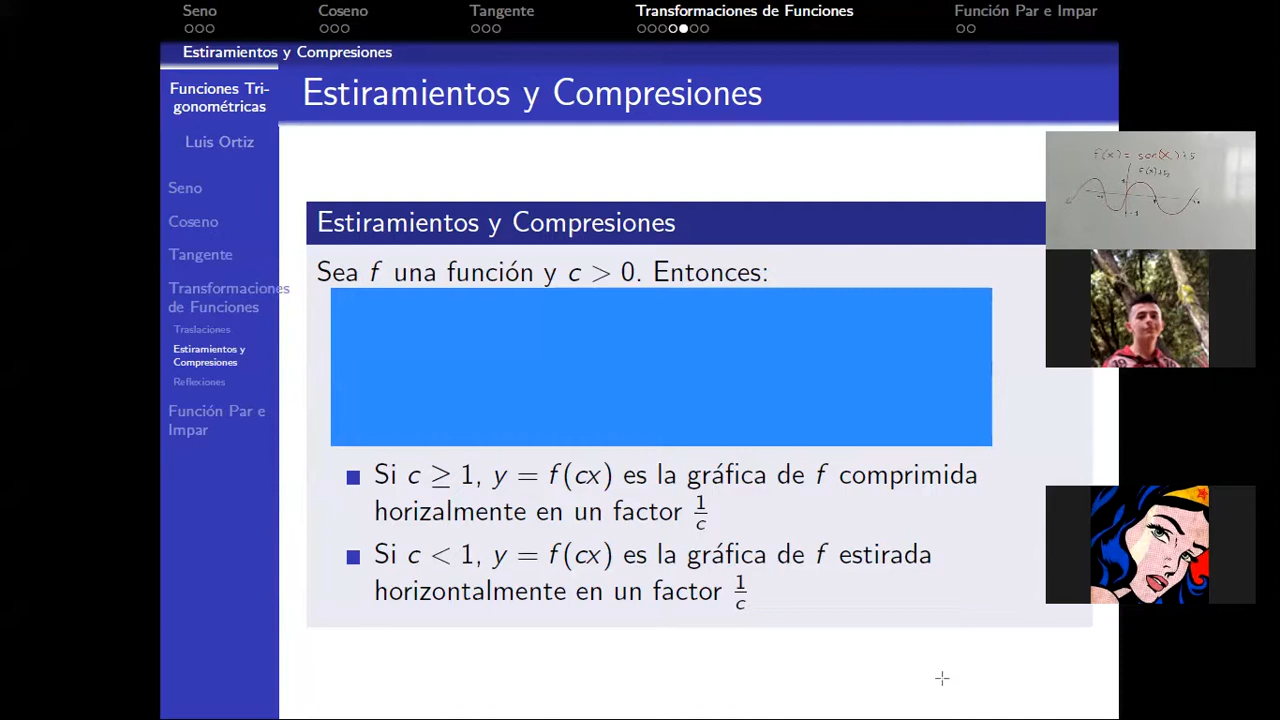 Seno
Coseno
Tangente
Transformaciones de Funciones
Función Par e Impar
Estiramientos y Compresiones
Funciones Tri-
gonométricas
Luis Ortiz
Seno
Coseno
Tangente
Transformaciones
de Funciones
Traslaciones
Estiramientos y
Compresiones
Reflexiones
Función Par e
Impar
Estiramientos y Compresiones
Estiramientos y Compresiones
Sea f una función y c > 0. Entonces:
Si c ≥ 1, y = f(cx) es la gráfica de f comprimida
horizalmente en un factor 1/c
Si c < 1, y = f(cx) es la gráfica de f estirada
horizontalmente en un factor 1/c